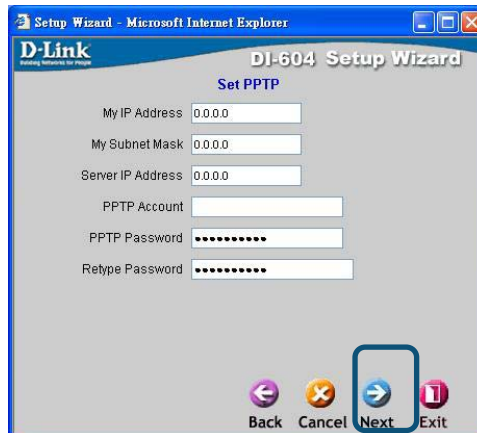 Setup Wizard - Microsoft Internet Explorer
D-Link
Building Networks for People
DI-604 Setup Wizard
Set PPTP
My IP Address 0.0.0.0
My Subnet Mask 0.0.0.0
Server IP Address 0.0.0.0
PPTP Account
PPTP Password ●●●●●●●●●●
Retype Password ●●●●●●●●●●
Back Cancel Next Exit